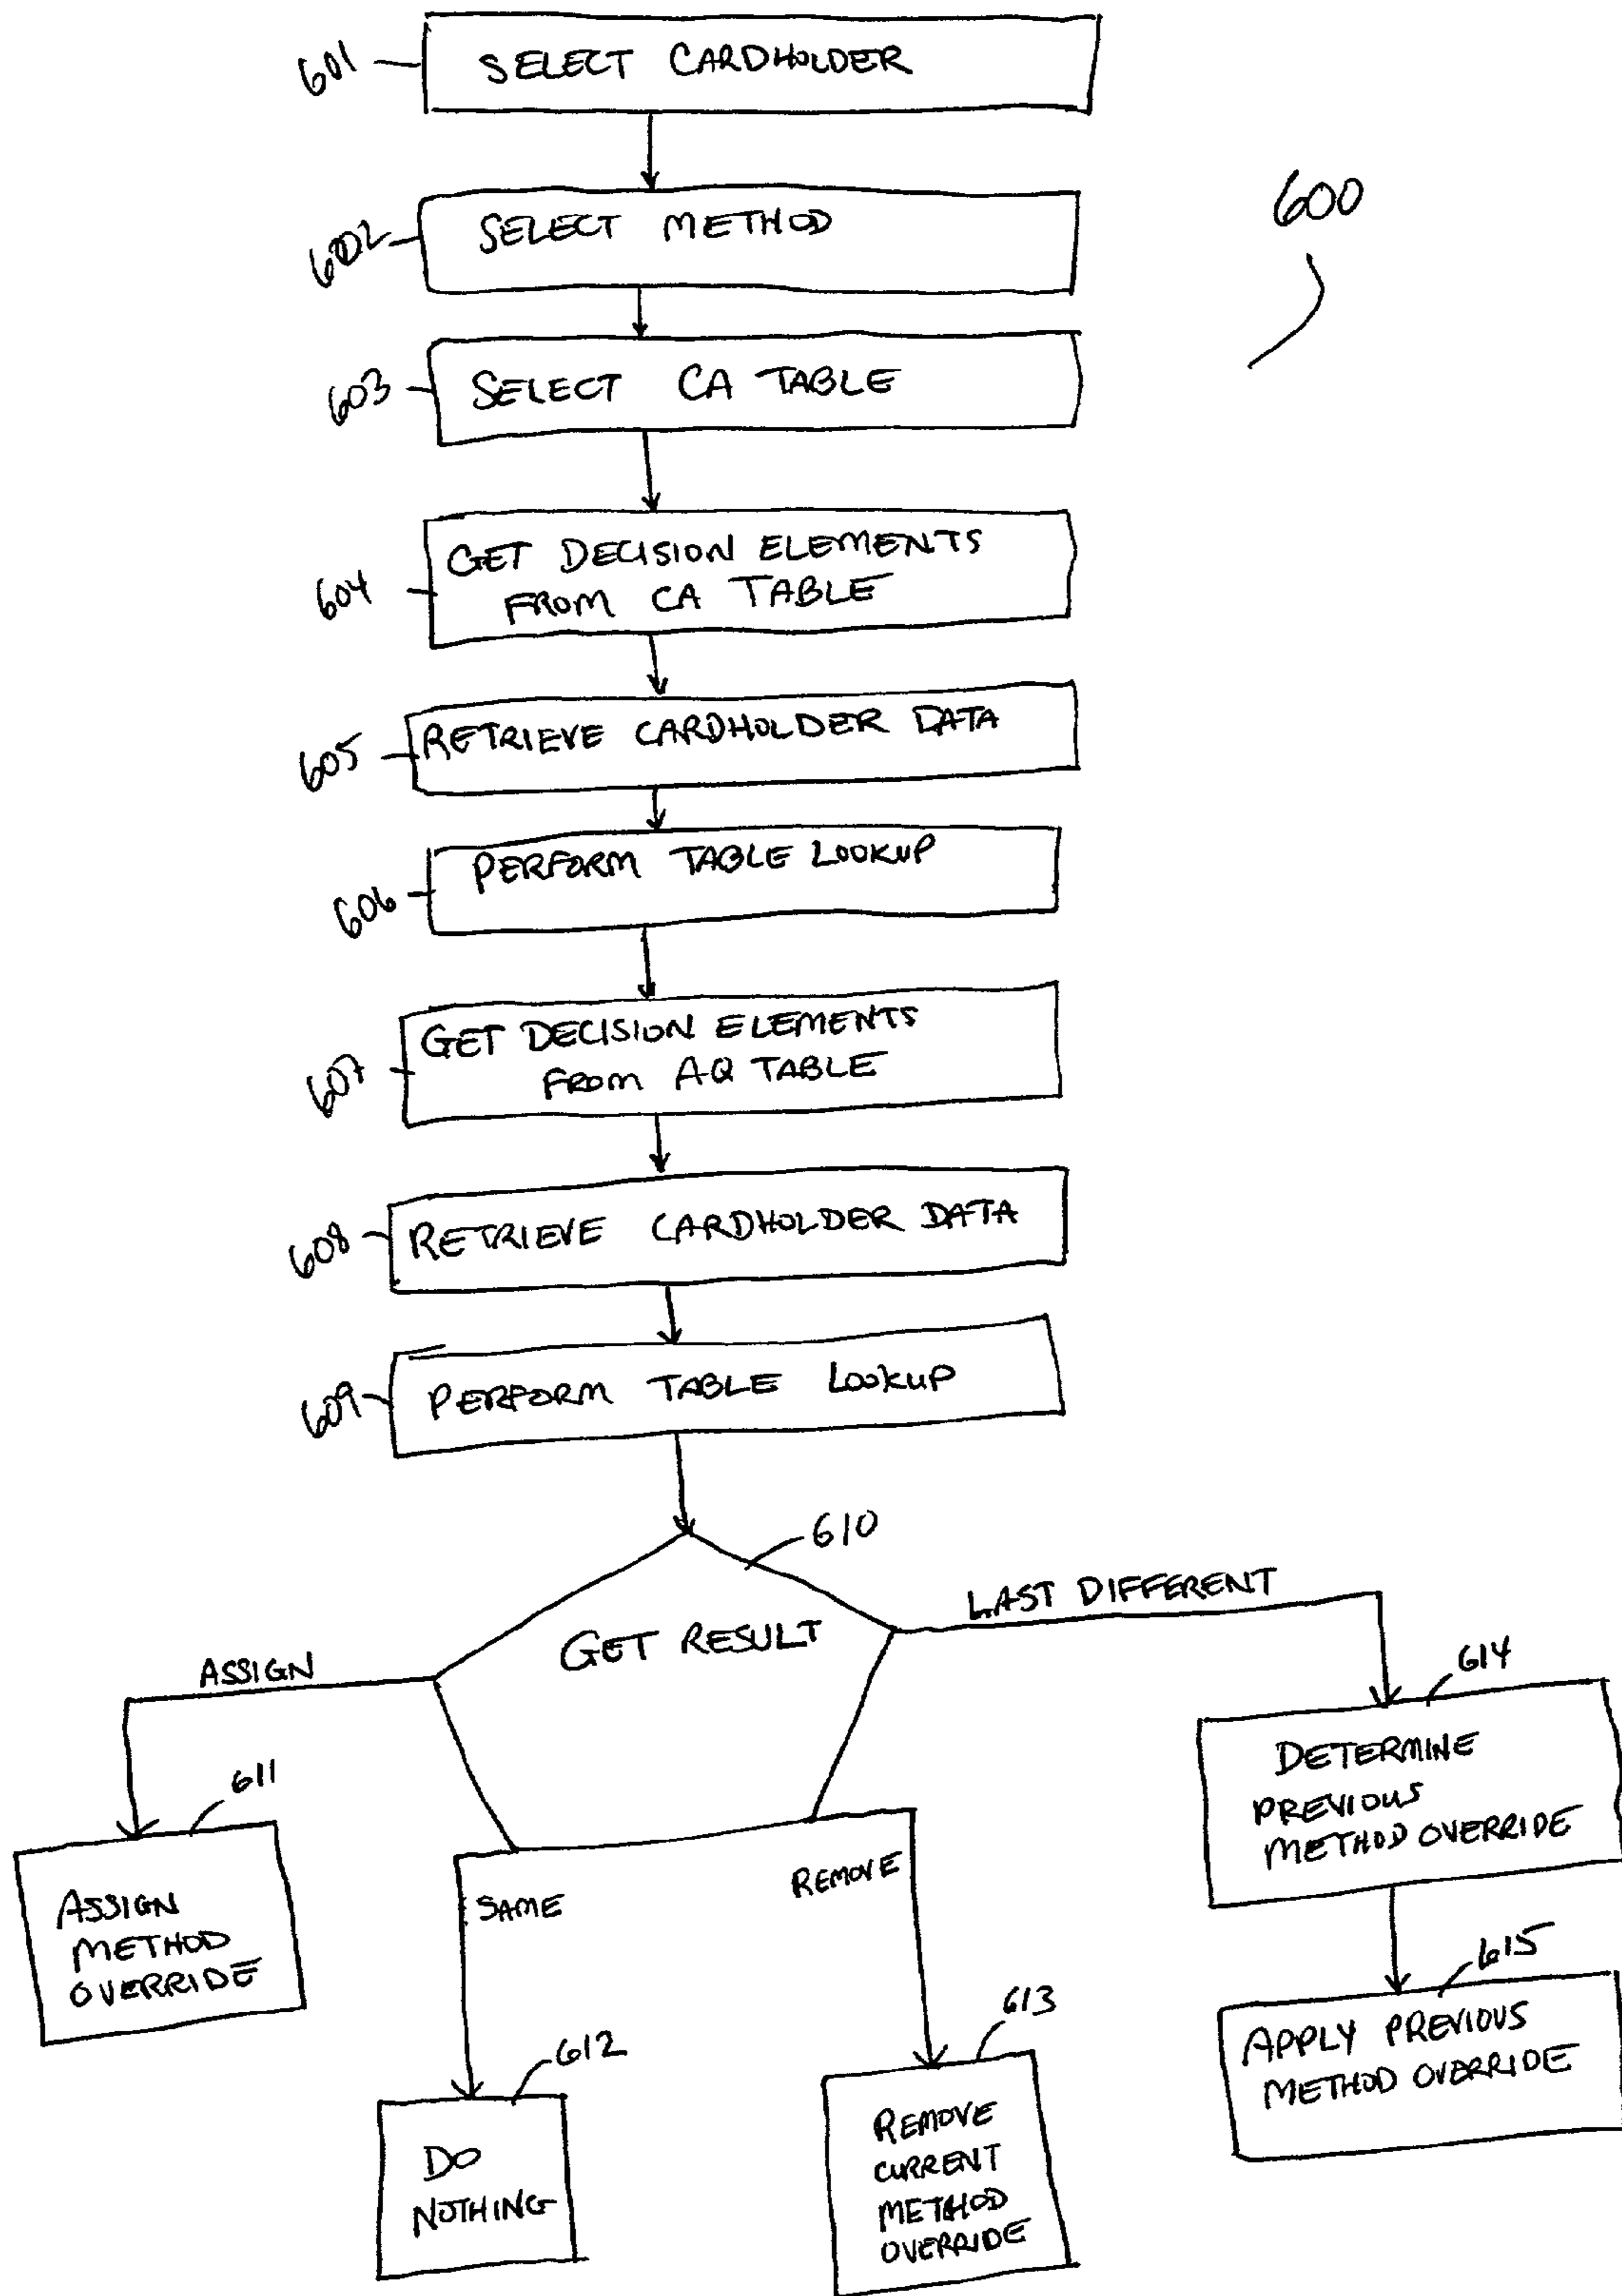 601
SELECT CARDHOLDER
600
602
SELECT METHOD
603
SELECT CA TABLE
604
GET DECISION ELEMENTS
FROM CA TABLE
605
RETRIEVE CARDHOLDER DATA
606
PERFORM TABLE LOOKUP
607
GET DECISION ELEMENTS
FROM AQ TABLE
608
RETRIEVE CARDHOLDER DATA
609
PERFORM TABLE LOOKUP
610
GET RESULT
LAST DIFFERENT
ASSIGN
614
DETERMINE
PREVIOUS
METHOD OVERRIDE
611
ASSIGN
METHOD
OVERRIDE
SAME
REMOVE
615
APPLY PREVIOUS
METHOD OVERRIDE
612
DO
NOTHING
613
REMOVE
CURRENT
METHOD
OVERRIDE